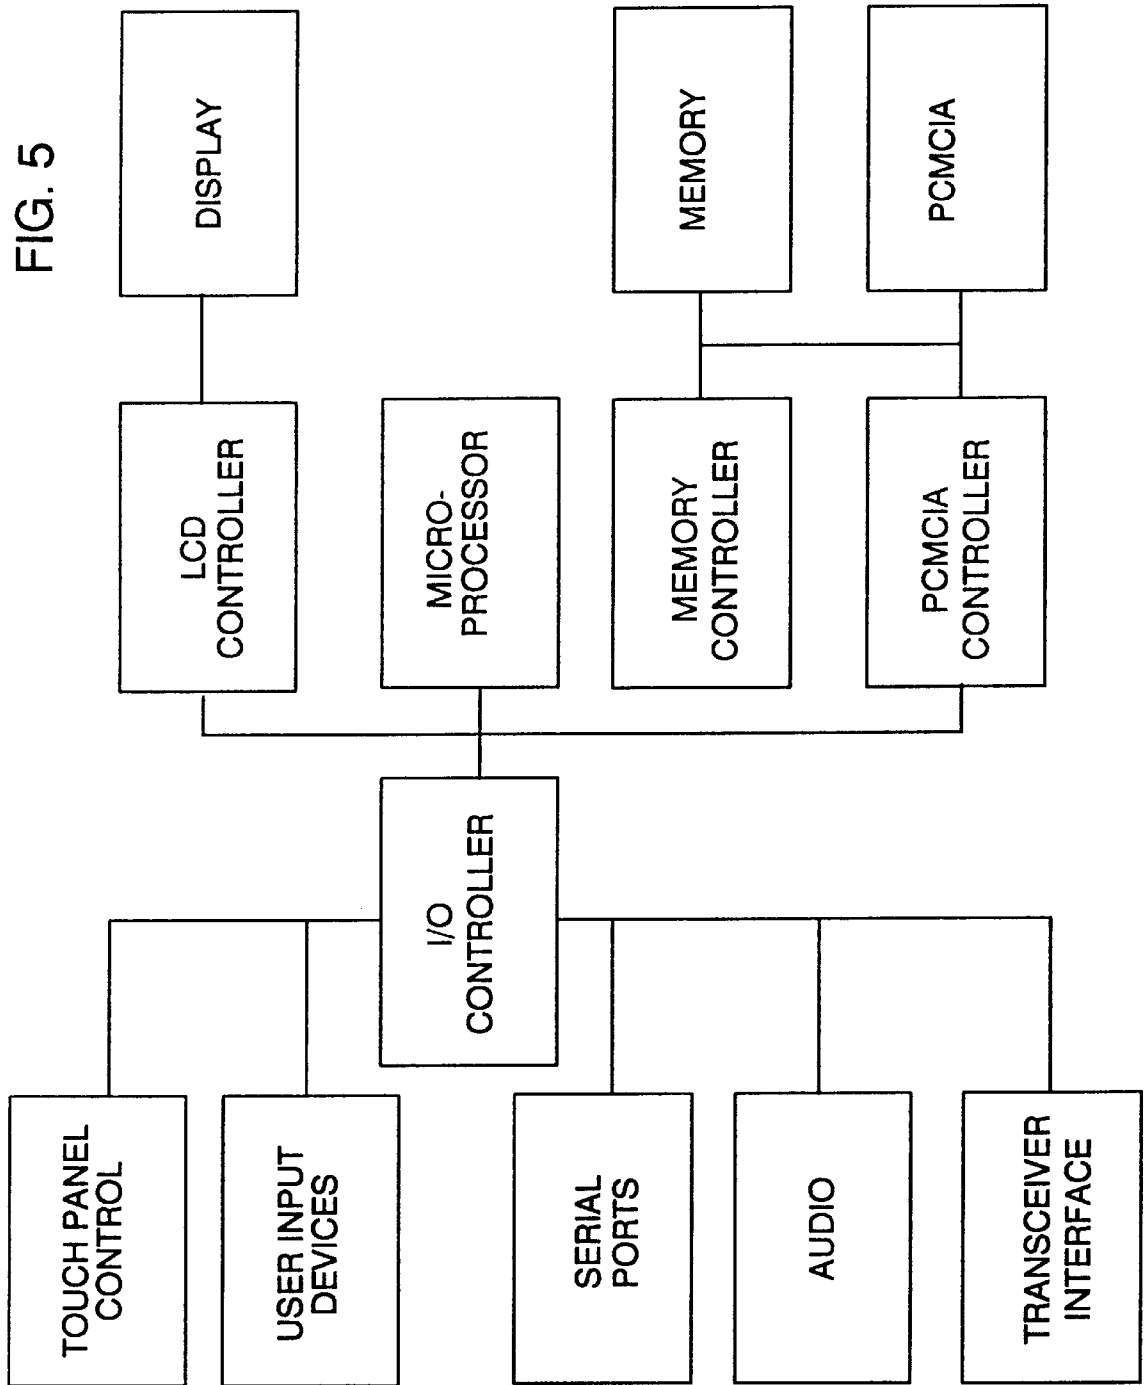 FIG. 5
TOUCH PANEL
CONTROL
USER INPUT
DEVICES
SERIAL
PORTS
AUDIO
TRANSCEIVER
INTERFACE
I/O
CONTROLLER
LCD
CONTROLLER
MICRO-
PROCESSOR
MEMORY
CONTROLLER
PCMCIA
CONTROLLER
DISPLAY
MEMORY
PCMCIA